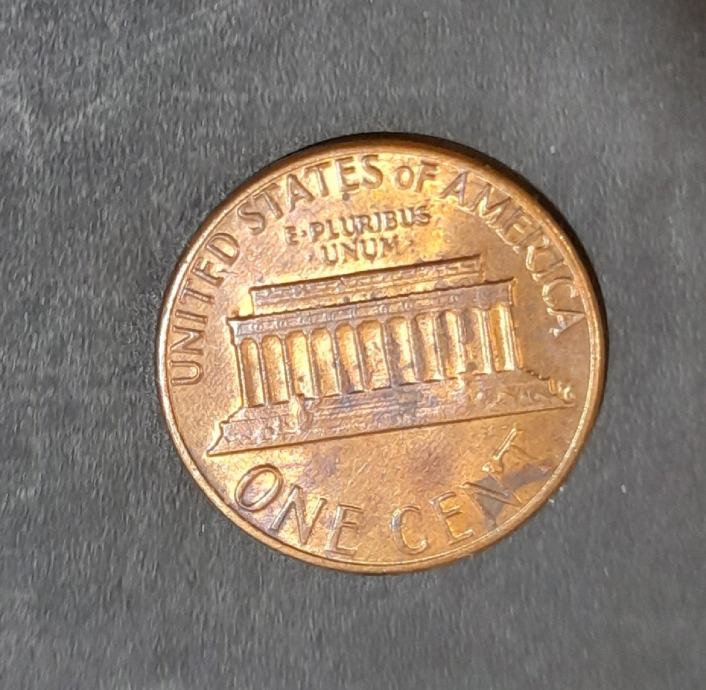 UNITED STATES OF AMERICA
E·PLURIBUS
UNUM
ONE CENT